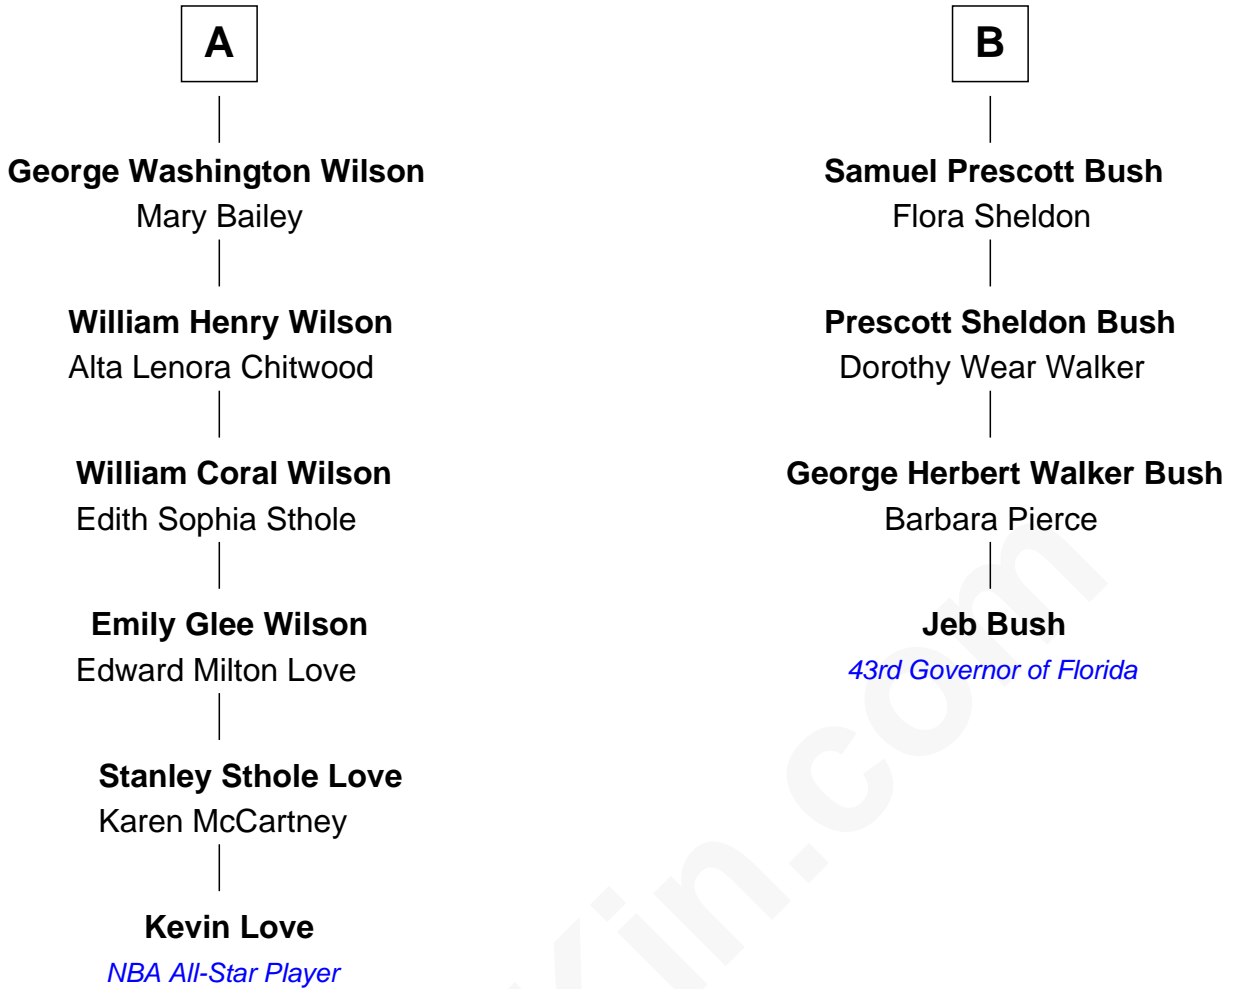 A
George Washington Wilson
Mary Bailey
William Henry Wilson
Alta Lenora Chitwood
William Coral Wilson
Edith Sophia Sthole
Emily Glee Wilson
Edward Milton Love
Stanley Sthole Love
Karen McCartney
Kevin Love
NBA All-Star Player
B
Samuel Prescott Bush
Flora Sheldon
Prescott Sheldon Bush
Dorothy Wear Walker
George Herbert Walker Bush
Barbara Pierce
Jeb Bush
43rd Governor of Florida
Kin.com